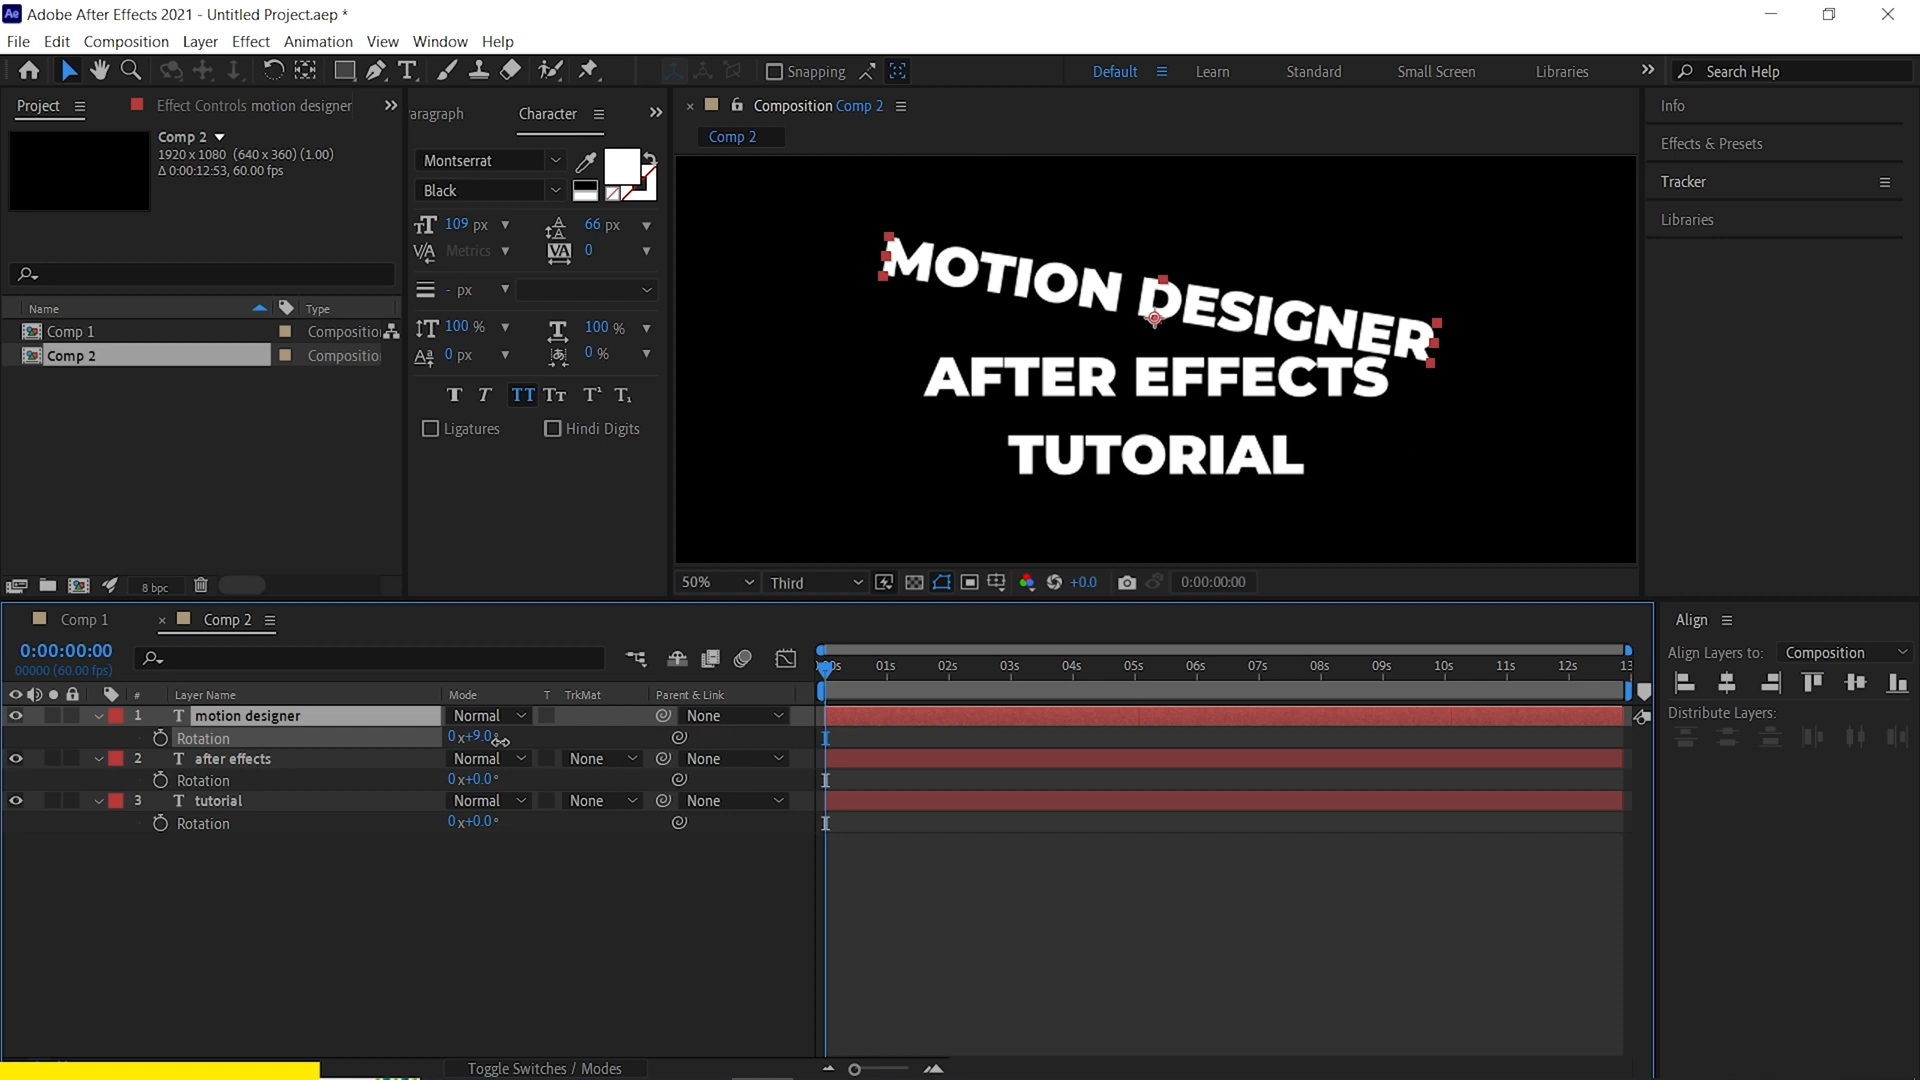 Ae Adobe After Effects 2021 - Untitled Project.aep *
File Edit Composition Layer Effect Animation View Window Help
Snapping Default Learn Standard Small Screen Libraries Search Help
Project Effect Controls motion designer
Comp 2
1920 x 1080 (640 x 360) (1.00)
Δ 0:00:12:53, 60.00 fps
Name Type
Comp 1 Compositio
Comp 2 Compositio
8 bpc
aragraph Character
Montserrat
Black
109 px 66 px
Metrics 0
- px
100 % 100 %
0 px 0 %
Ligatures Hindi Digits
Composition Comp 2
Comp 2
MOTION DESIGNER
AFTER EFFECTS
TUTORIAL
50% Third +0.0 0:00:00:00
Info
Effects & Presets
Tracker
Libraries
Comp 1 Comp 2
0:00:00:00
00000 (60.00 fps)
00s 01s 02s 03s 04s 05s 06s 07s 08s 09s 10s 11s 12s 13
# Layer Name Mode T TrkMat Parent & Link
1 T motion designer Normal None
Rotation 0x+9.0°
2 T after effects Normal None None
Rotation 0x+0.0°
3 T tutorial Normal None None
Rotation 0x+0.0°
Toggle Switches / Modes
Align
Align Layers to: Composition
Distribute Layers: